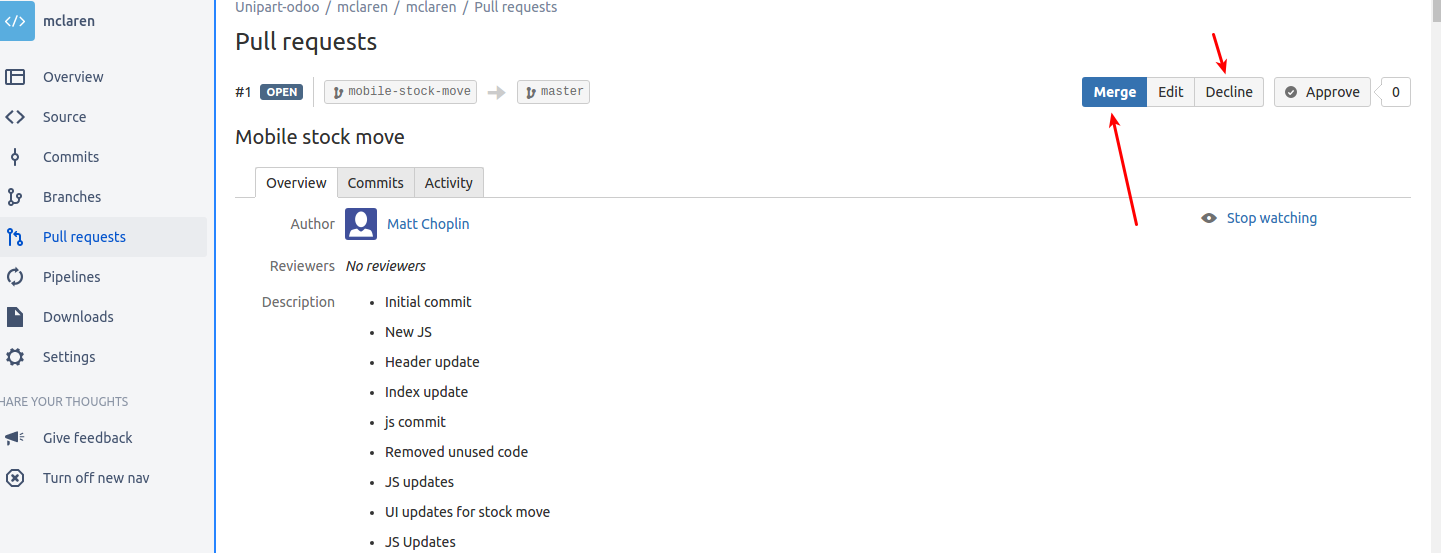 </> mclaren
Overview
Source
Commits
Branches
Pull requests
Pipelines
Downloads
Settings
HARE YOUR THOUGHTS
Give feedback
Turn off new nav
Unipart-odoo / mclaren / mclaren / Pull requests
Pull requests
#1 OPEN mobile-stock-move master Merge Edit Decline Approve 0
Mobile stock move
Overview Commits Activity
Author Matt Choplin Stop watching
Reviewers No reviewers
Description • Initial commit
• New JS
• Header update
• Index update
• js commit
• Removed unused code
• JS updates
• UI updates for stock move
• JS Updates